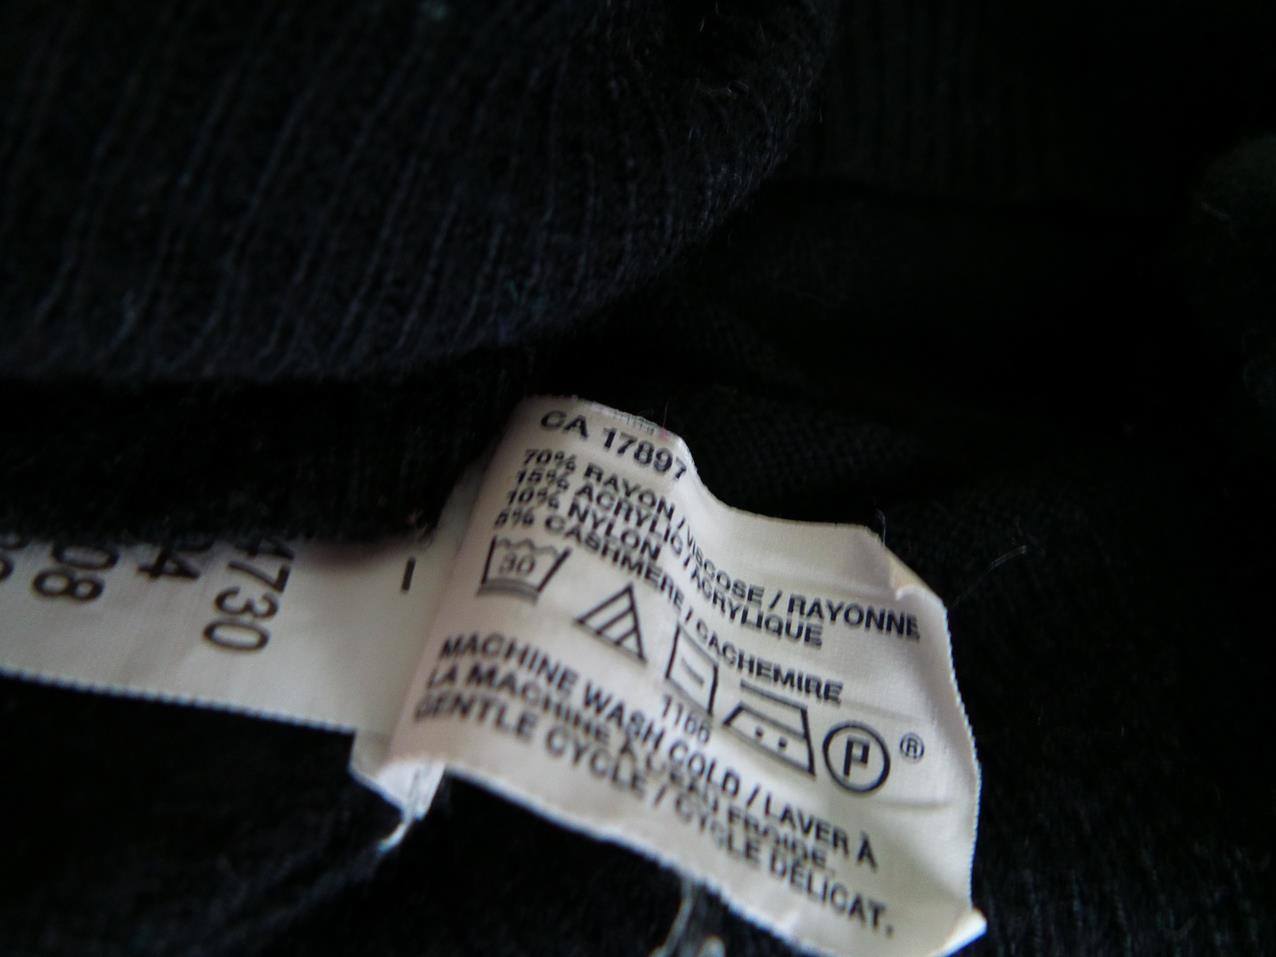 CA 17897
70% RAYON / VISCOSE / RAYONNE
15% ACRYLIC / ACRYLIQUE
10% NYLON
5% CASHMERE / CACHEMIRE
30
1166
P ®
MACHINE WASH COLD / LAVER À
LA MACHINE À EAU FROIDE.
GENTLE CYCLE / CYCLE DÉLICAT.
4730
08